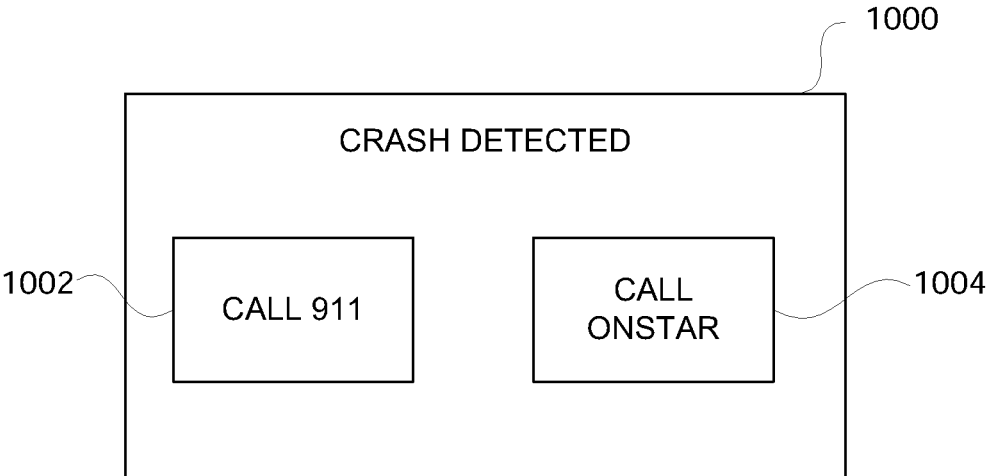 1000
CRASH DETECTED
1002
CALL 911
CALL
ONSTAR
1004